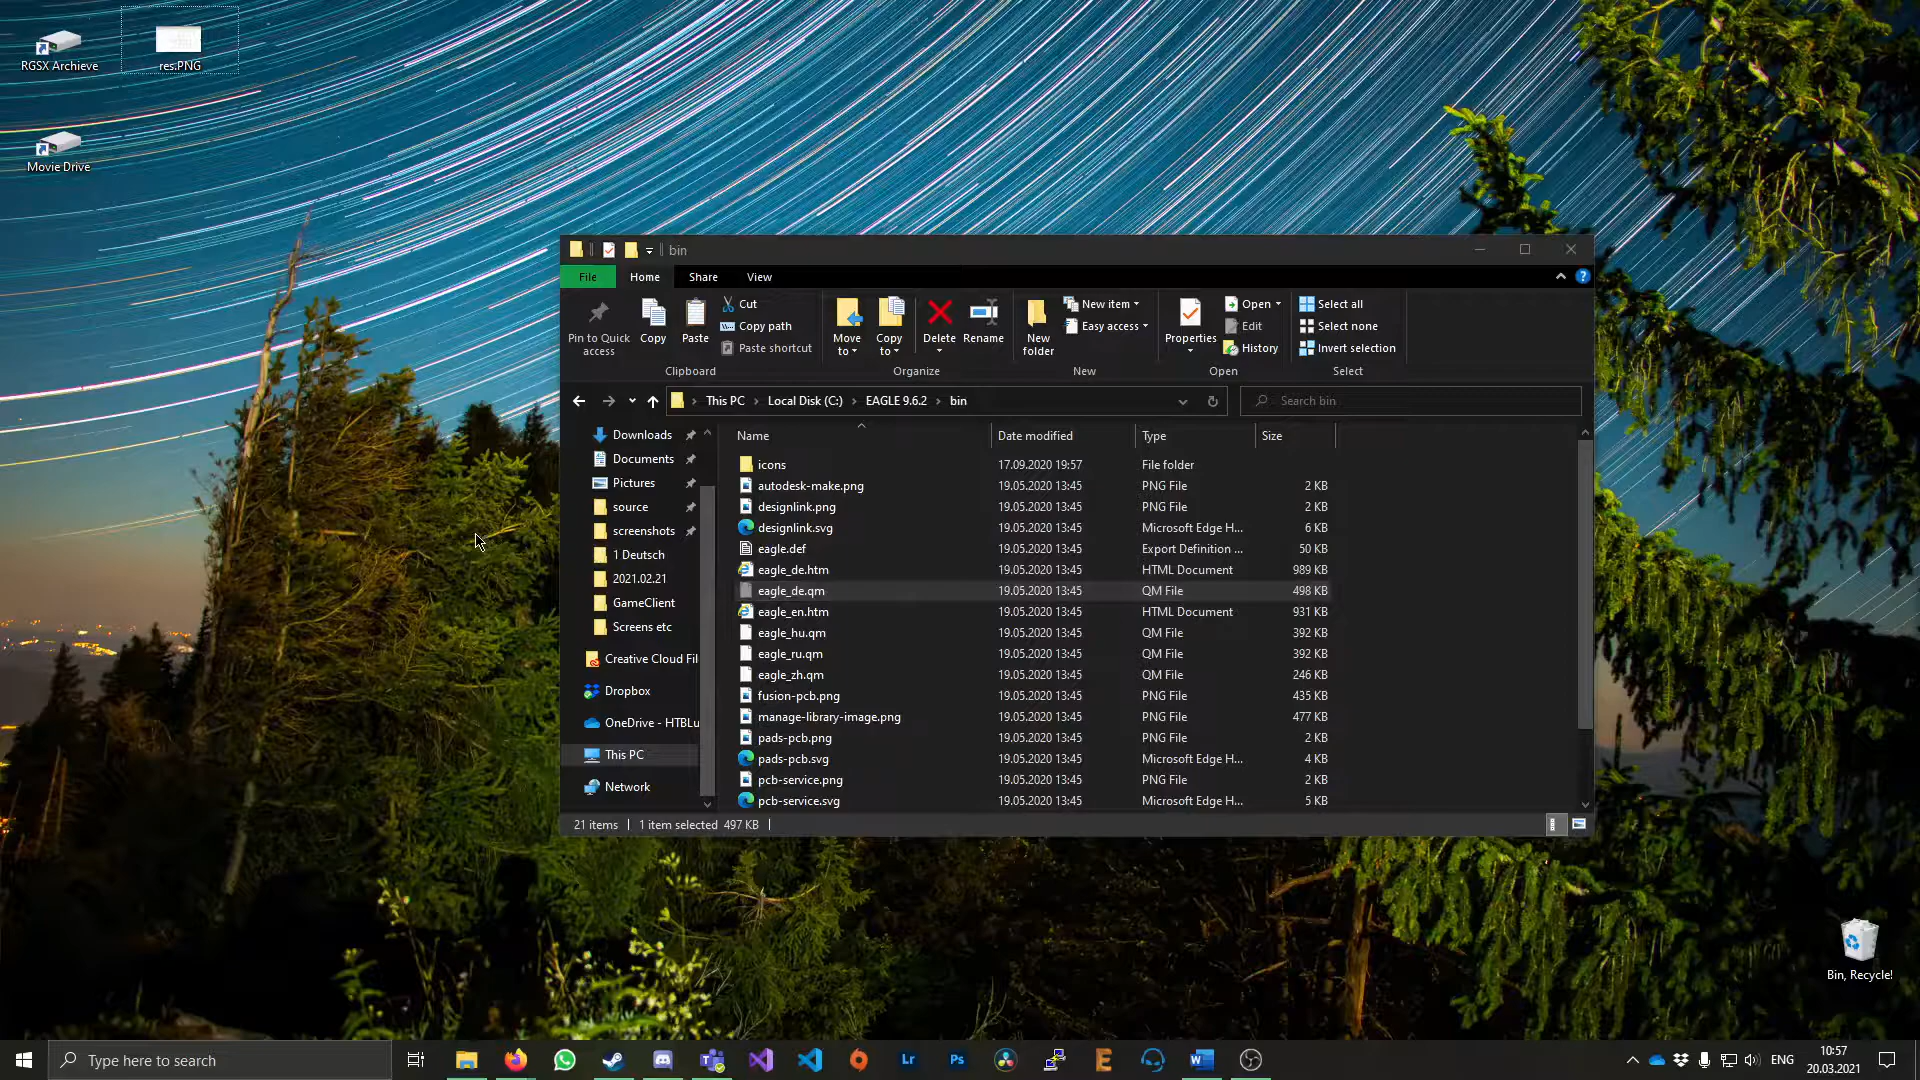 RGSX Archieve
res.PNG
Movie Drive
bin
File
Home
Share
View
Pin to Quick
access
Copy
Paste
Cut
Copy path
Paste shortcut
Clipboard
Move
to
Copy
to
Delete
Rename
Organize
New
folder
New item
Easy access
New
Properties
Open
Edit
History
Open
Select all
Select none
Invert selection
Select
This PC
Local Disk (C:)
EAGLE 9.6.2
bin
Search bin
Downloads
Documents
Pictures
source
screenshots
1 Deutsch
2021.02.21
GameClient
Screens etc
Creative Cloud Fil
Dropbox
OneDrive - HTBLu
This PC
Network
Name Date modified Type Size
icons 17.09.2020 19:57 File folder
autodesk-make.png 19.05.2020 13:45 PNG File 2 KB
designlink.png 19.05.2020 13:45 PNG File 2 KB
designlink.svg 19.05.2020 13:45 Microsoft Edge H... 6 KB
eagle.def 19.05.2020 13:45 Export Definition ... 50 KB
eagle_de.htm 19.05.2020 13:45 HTML Document 989 KB
eagle_de.qm 19.05.2020 13:45 QM File 498 KB
eagle_en.htm 19.05.2020 13:45 HTML Document 931 KB
eagle_hu.qm 19.05.2020 13:45 QM File 392 KB
eagle_ru.qm 19.05.2020 13:45 QM File 392 KB
eagle_zh.qm 19.05.2020 13:45 QM File 246 KB
fusion-pcb.png 19.05.2020 13:45 PNG File 435 KB
manage-library-image.png 19.05.2020 13:45 PNG File 477 KB
pads-pcb.png 19.05.2020 13:45 PNG File 2 KB
pads-pcb.svg 19.05.2020 13:45 Microsoft Edge H... 4 KB
pcb-service.png 19.05.2020 13:45 PNG File 2 KB
pcb-service.svg 19.05.2020 13:45 Microsoft Edge H... 5 KB
21 items
1 item selected 497 KB
Bin, Recycle!
Type here to search
Lr
Ps
ENG
10:57
20.03.2021